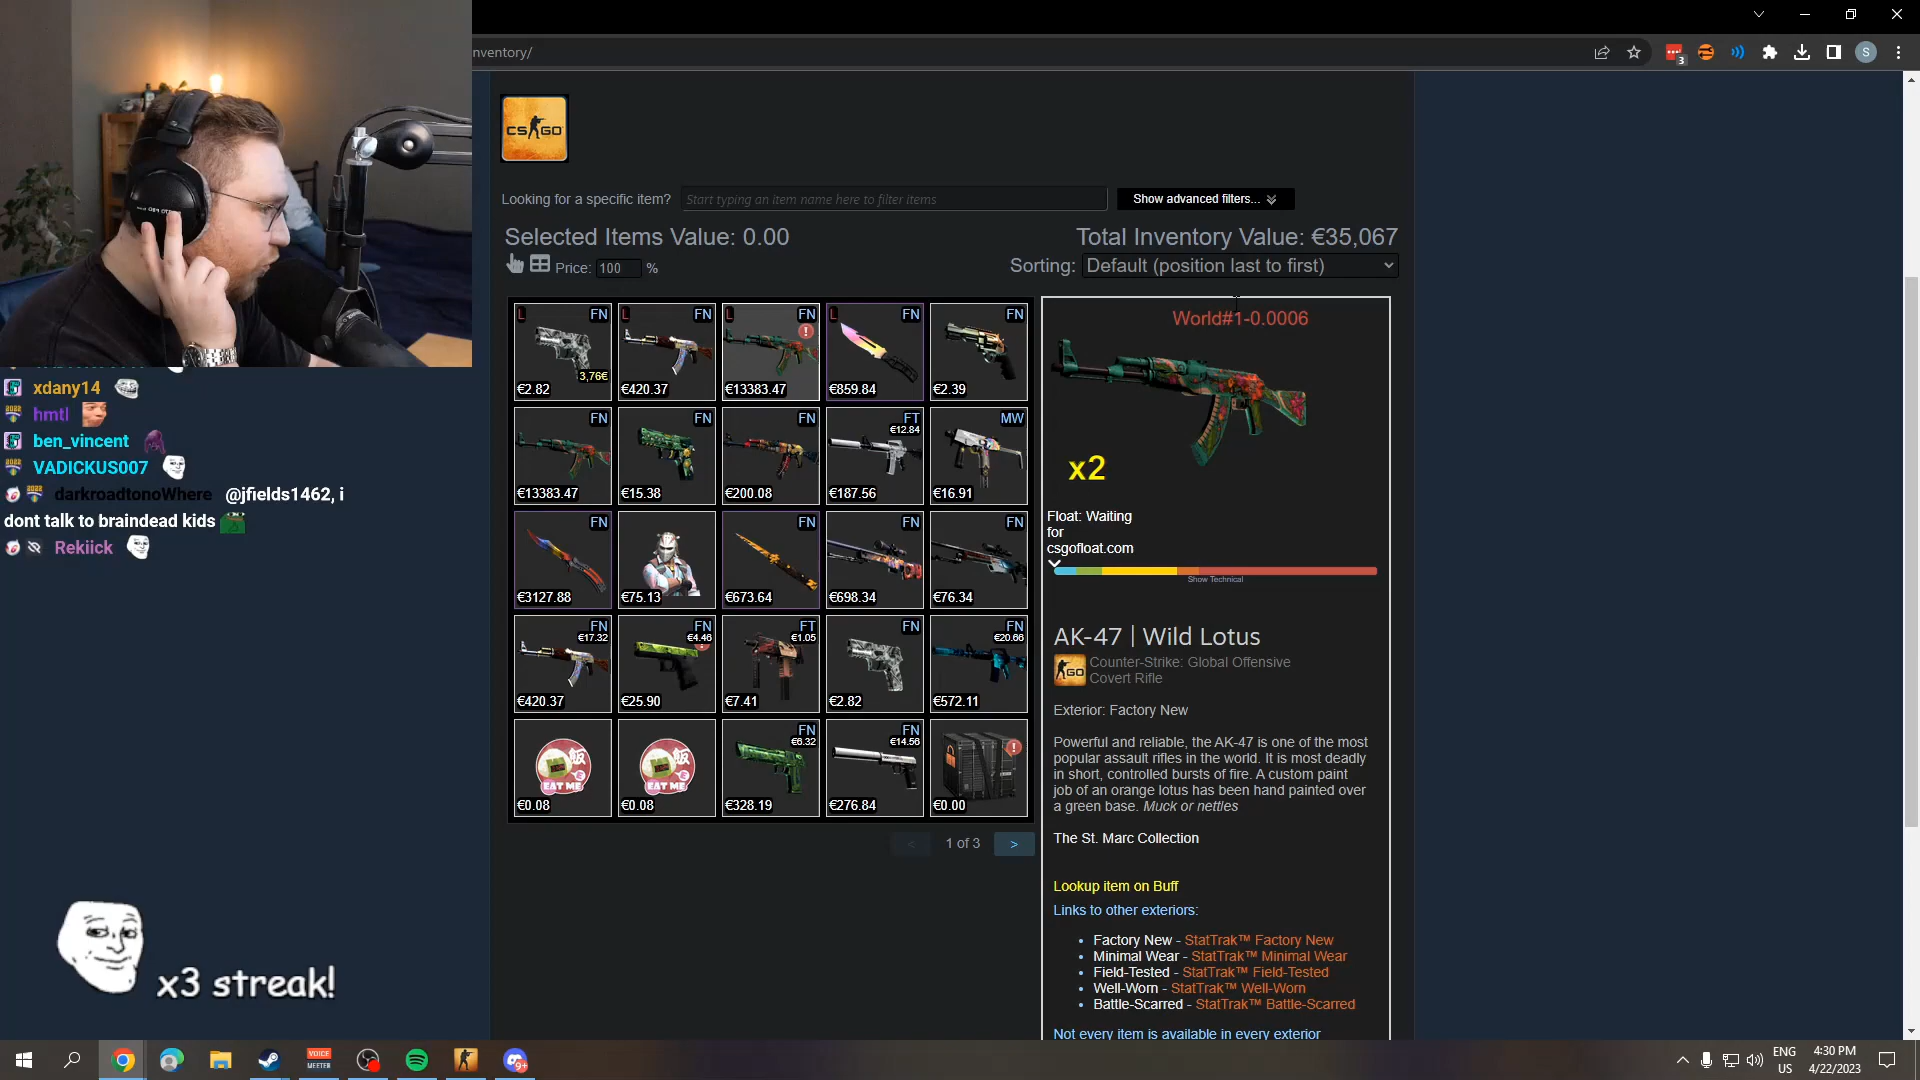 nventory/
3
S
CS GO
Looking for a specific item?
Start typing an item name here to filter items
Show advanced filters...
Selected Items Value: 0.00
Total Inventory Value: €35,067
Price: 100 %
Sorting: Default (position last to first)
L FN €2.82 3,76€
L FN €420.37
L FN ! €13383.47
L FN €859.84
FN €2.39
FN €13383.47
FN €15.38
FN €200.08
FT €12.84 €187.56
MW €16.91
FN €3127.88
€75.13
FN €673.64
FN €698.34
FN €76.34
FN €17.32 €420.37
FN €4.46 €25.90
FT €1.05 €7.41
FN €2.82
FN €20.66 €572.11
EAT ME €0.08
EAT ME €0.08
FN €6.32 €328.19
FN €14.56 €276.84
! €0.00
< 1 of 3 >
World#1-0.0006
x2
Float: Waiting
for
csgofloat.com
Show Technical
AK-47 | Wild Lotus
GO
Counter-Strike: Global Offensive
Covert Rifle
Exterior: Factory New
Powerful and reliable, the AK-47 is one of the most
popular assault rifles in the world. It is most deadly
in short, controlled bursts of fire. A custom paint
job of an orange lotus has been hand painted over
a green base. Muck or nettles
The St. Marc Collection
Lookup item on Buff
Links to other exteriors:
Factory New - StatTrak™ Factory New
Minimal Wear - StatTrak™ Minimal Wear
Field-Tested - StatTrak™ Field-Tested
Well-Worn - StatTrak™ Well-Worn
Battle-Scarred - StatTrak™ Battle-Scarred
Not every item is available in every exterior
xdany14
hmtl
ben_vincent
VADICKUS007
darkroadtonoWhere @jfields1462, i
dont talk to braindead kids
Rekiick
x3 streak!
VOICE
MEETER
9+
ENG
US
4:30 PM
4/22/2023